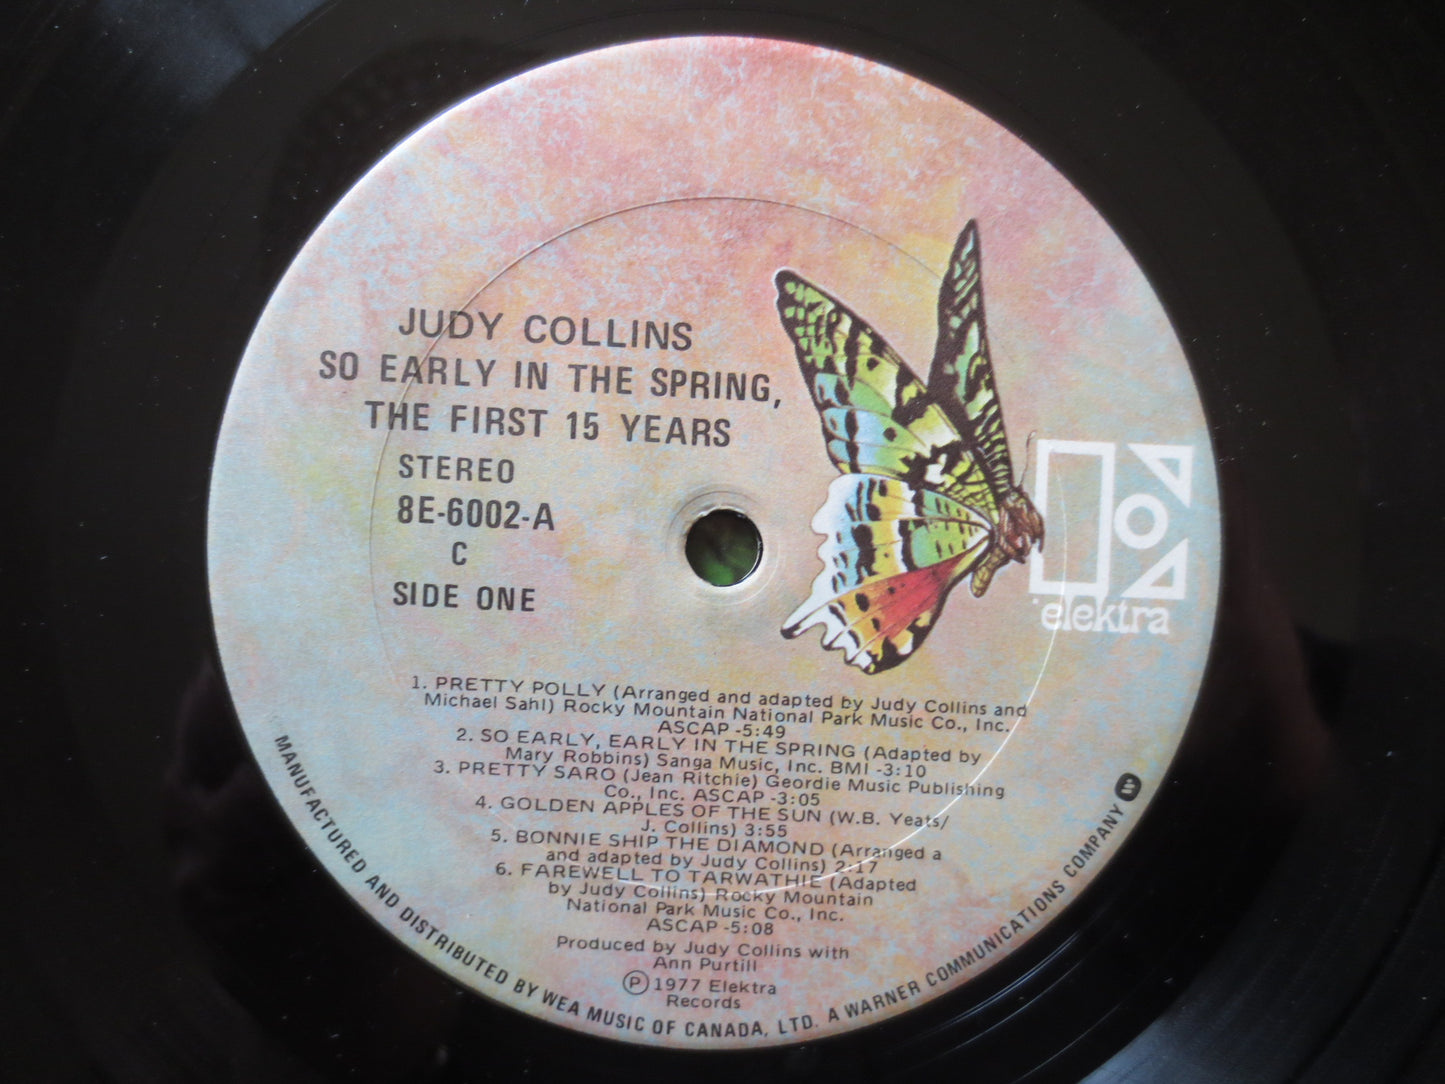 JUDY COLLINS
SO EARLY IN THE SPRING,
THE FIRST 15 YEARS
STEREO
8E-6002-A
C
SIDE ONE
elektra
1. PRETTY POLLY (Arranged and adapted by Judy Collins and
Michael Sahl) Rocky Mountain National Park Music Co., Inc.
ASCAP -5:49
2. SO EARLY, EARLY IN THE SPRING (Adapted by
Mary Robbins) Sanga Music, Inc. BMI -3:10
3. PRETTY SARO (Jean Ritchie) Geordie Music Publishing
Co., Inc. ASCAP -3:05
4. GOLDEN APPLES OF THE SUN (W.B. Yeats/
J. Collins) 3:55
5. BONNIE SHIP THE DIAMOND (Arranged a
and adapted by Judy Collins) 2:17
6. FAREWELL TO TARWATHIE (Adapted
by Judy Collins) Rocky Mountain
National Park Music Co., Inc.
ASCAP -5:08
Produced by Judy Collins with
Ann Purtill
Ⓟ 1977 Elektra
Records
MANUFACTURED AND DISTRIBUTED BY WEA MUSIC OF CANADA, LTD. A WARNER COMMUNICATIONS COMPANY